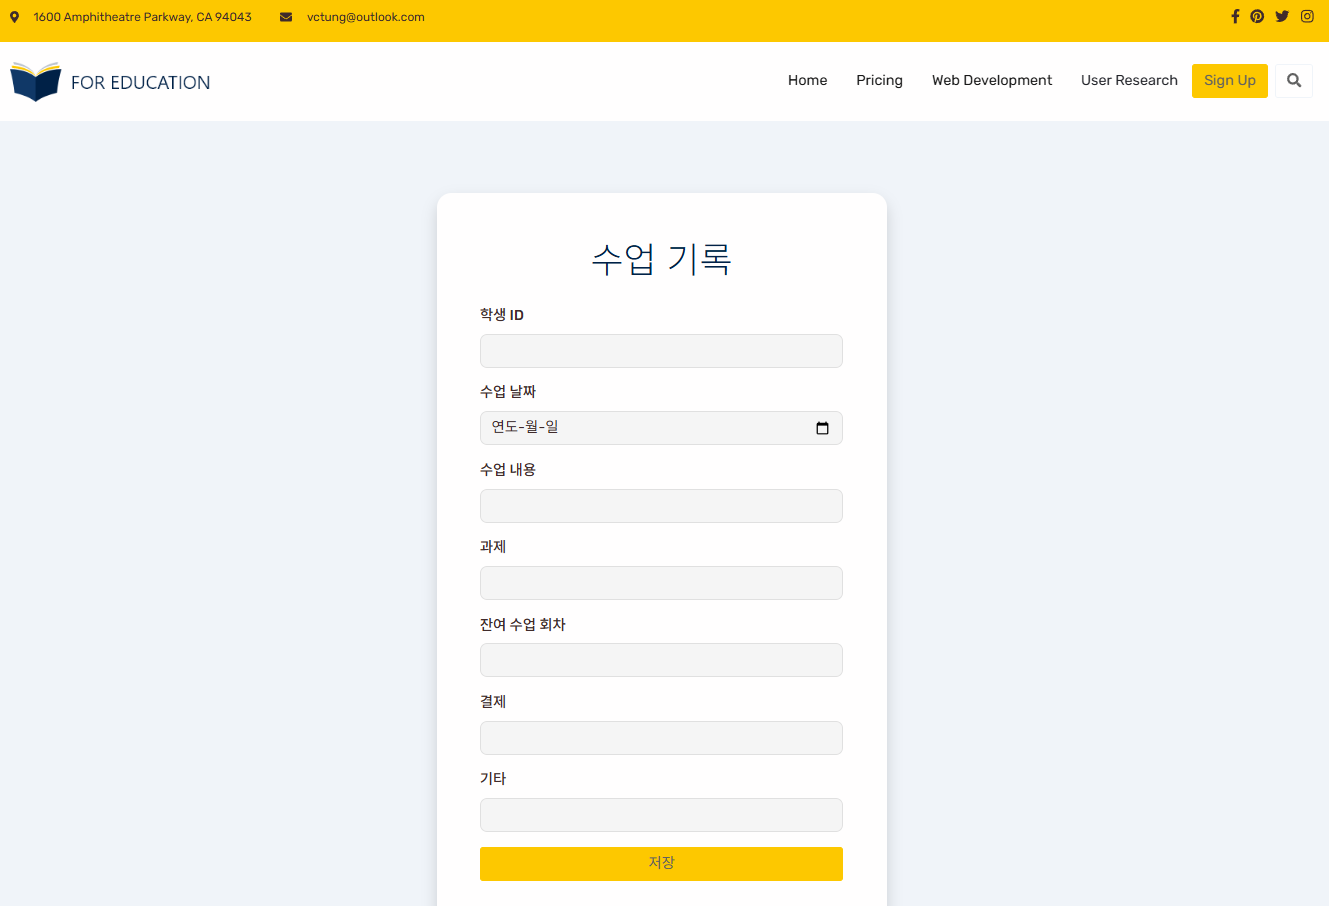 1600 Amphitheatre Parkway, CA 94043 vctung@outlook.com
FOR EDUCATION Home Pricing Web Development User Research Sign Up
수업 기록
학생 ID
수업 날짜
연도-월-일
수업 내용
과제
잔여 수업 회차
결제
기타
저장